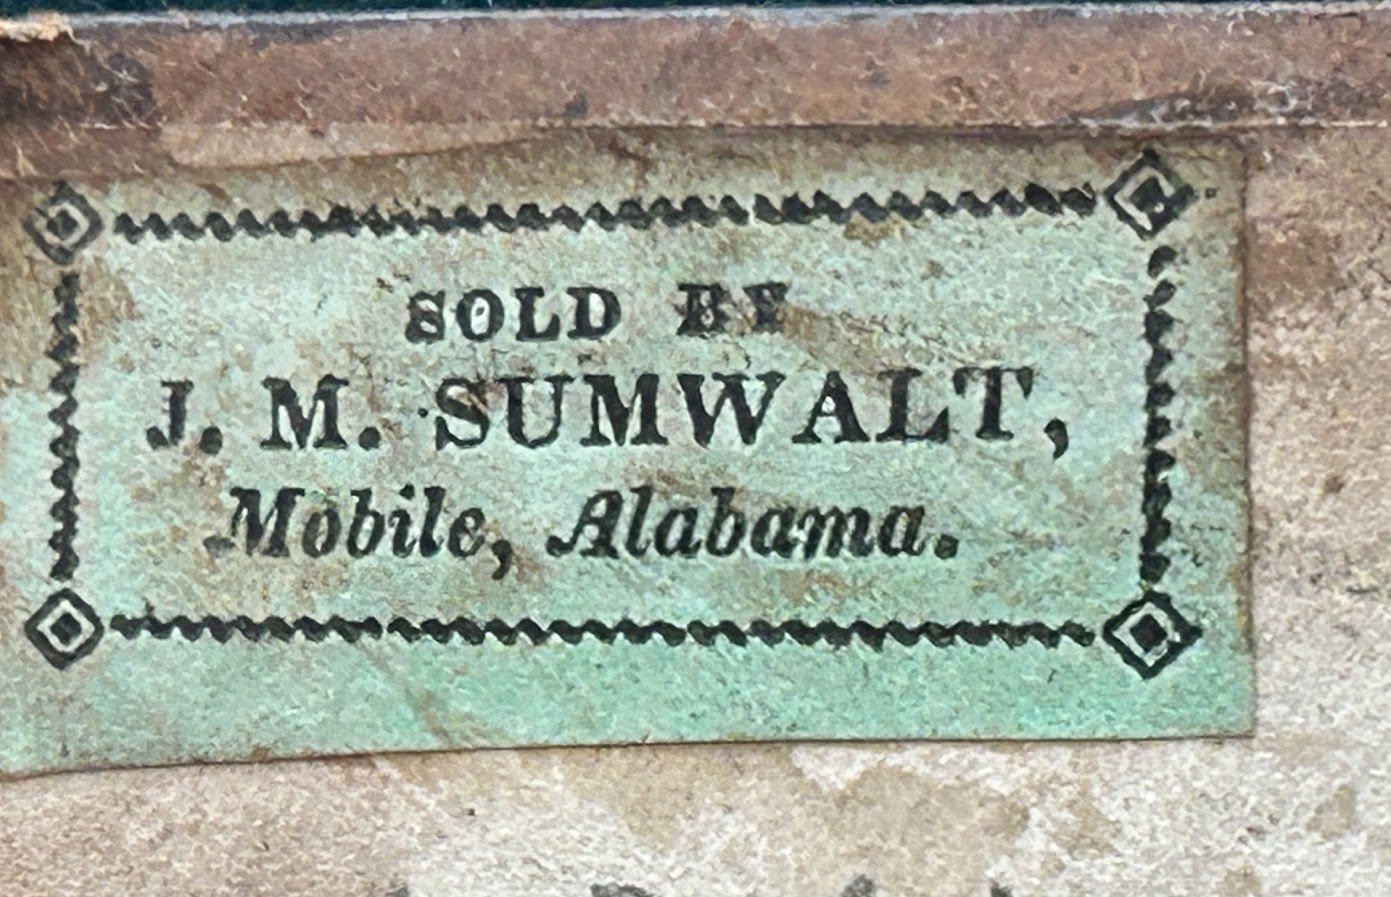 SOLD BY
J. M. SUMWALT,
Mobile, Alabama.